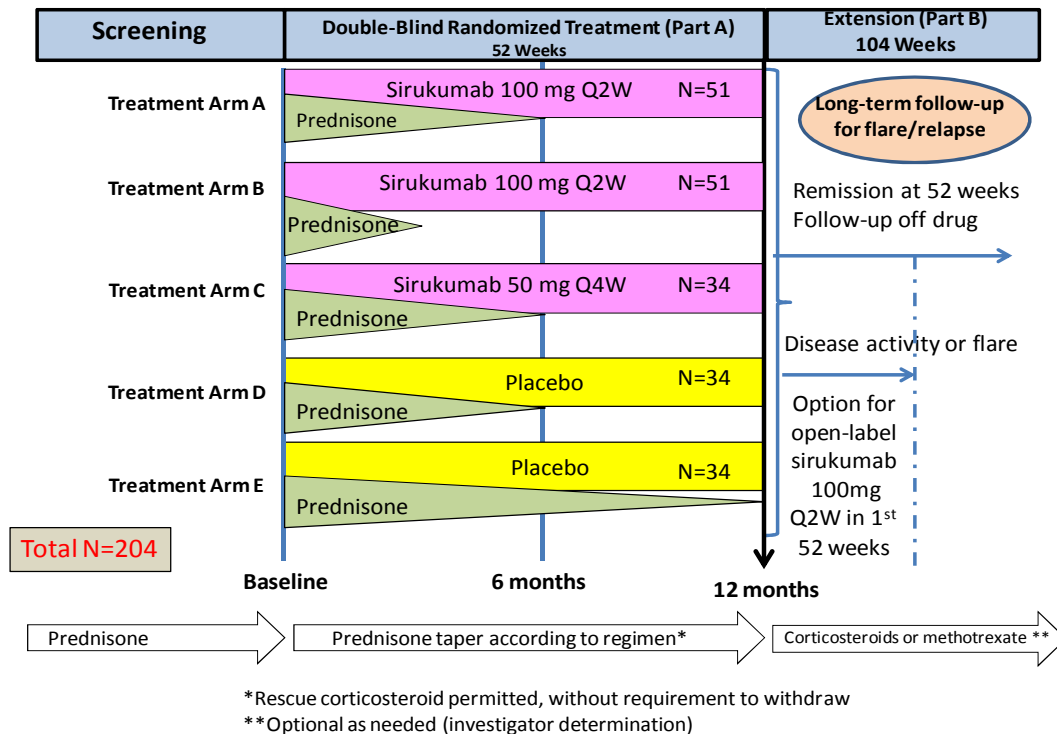 Screening
Double-Blind Randomized Treatment (Part A)
52 Weeks
Extension (Part B)
104 Weeks
Treatment Arm A
Sirukumab 100 mg Q2W
N=51
Prednisone
Long-term follow-up
for flare/relapse
Treatment Arm B
Sirukumab 100 mg Q2W
N=51
Prednisone
Remission at 52 weeks
Follow-up off drug
Treatment Arm C
Sirukumab 50 mg Q4W
N=34
Prednisone
Disease activity or flare
Treatment Arm D
Placebo
N=34
Prednisone
Option for
open-label
sirukumab
100mg
Q2W in 1st
52 weeks
Treatment Arm E
Placebo
N=34
Prednisone
Total N=204
Baseline
6 months
12 months
Prednisone
Prednisone taper according to regimen*
Corticosteroids or methotrexate **
*Rescue corticosteroid permitted, without requirement to withdraw
**Optional as needed (investigator determination)